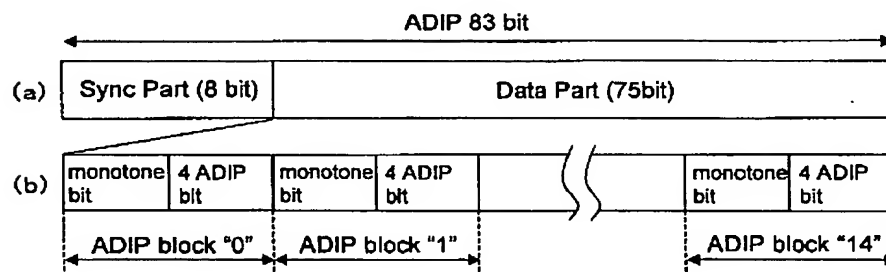 ADIP 83 bit
(a) Sync Part (8 bit) Data Part (75bit)
(b) monotone bit 4 ADIP bit monotone bit 4 ADIP bit monotone bit 4 ADIP bit
ADIP block "0" ADIP block "1" ADIP block "14"